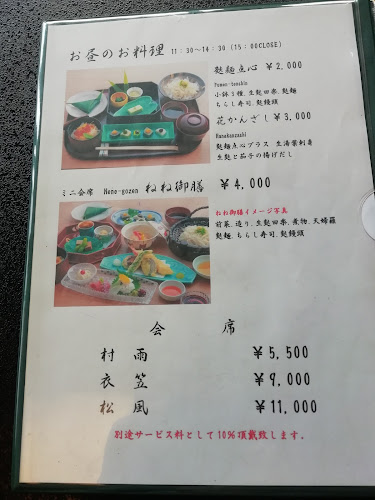 お昼のお料理 11:30~14:30 (15:00CLOSE)
麩麺点心 ¥2,000
Fumen-tenshin
小鉢3種、生麩田楽、麩麺
ちらし寿司、麩饅頭
花かんざし ¥3,000
Hanakanzashi
麩麺点心プラス 生湯葉刺身
生麩と茄子の揚げだし
ミニ会席 Nene-gozen ねね御膳 ¥4,000
ねね御膳イメージ写真
前菜、造り、生麩田楽、煮物、天婦羅
麩麺、ちらし寿司、麩饅頭
会席
村雨 ¥5,500
衣笠 ¥9,000
松風 ¥11,000
別途サービス料として10%頂戴致します。